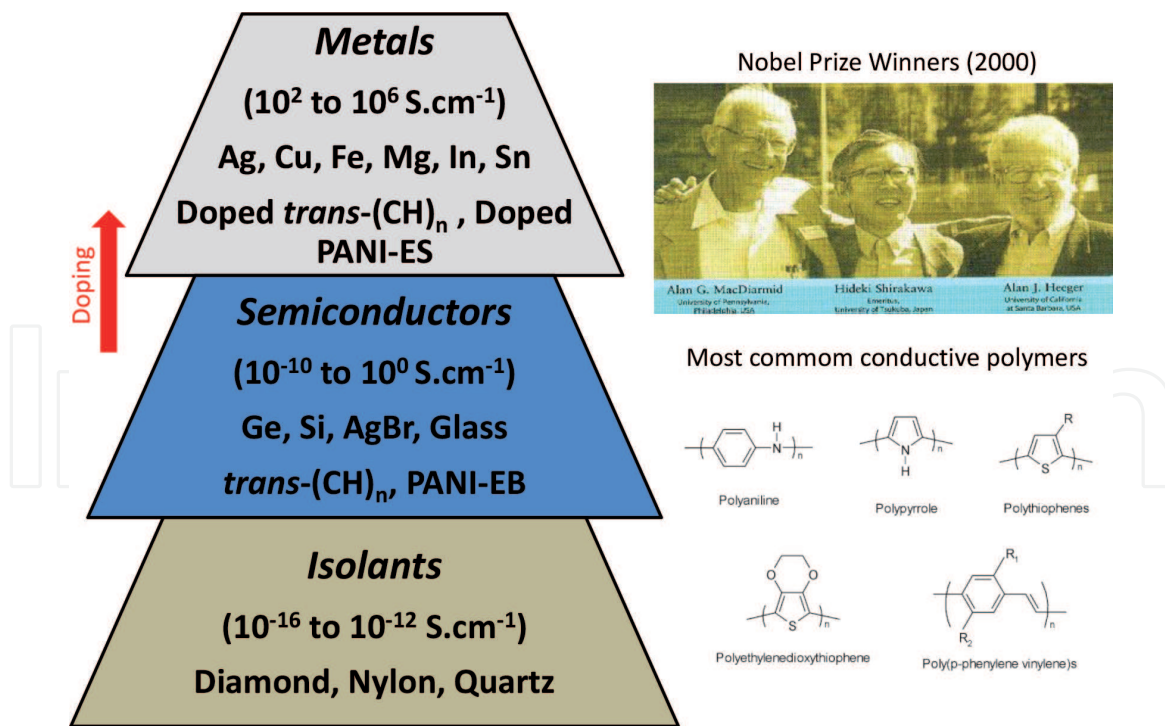 Metals
(10² to 10⁶ S.cm⁻¹)
Ag, Cu, Fe, Mg, In, Sn
Doped trans-(CH)ₙ , Doped
PANI-ES
Doping
Semiconductors
(10⁻¹⁰ to 10⁰ S.cm⁻¹)
Ge, Si, AgBr, Glass
trans-(CH)ₙ, PANI-EB
Isolants
(10⁻¹⁶ to 10⁻¹² S.cm⁻¹)
Diamond, Nylon, Quartz
Nobel Prize Winners (2000)
Alan G. MacDiarmid
University of Pennsylvania,
Philadelphia, USA
Hideki Shirakawa
Emeritus,
University of Tsukuba, Japan
Alan J. Heeger
University of California
at Santa Barbara, USA
Most commom conductive polymers
H
N
n
Polyaniline
N
H
n
Polypyrrole
R
S
n
Polythiophenes
O O
S
n
Polyethylenedioxythiophene
R₁
R₂
n
Poly(p-phenylene vinylene)s